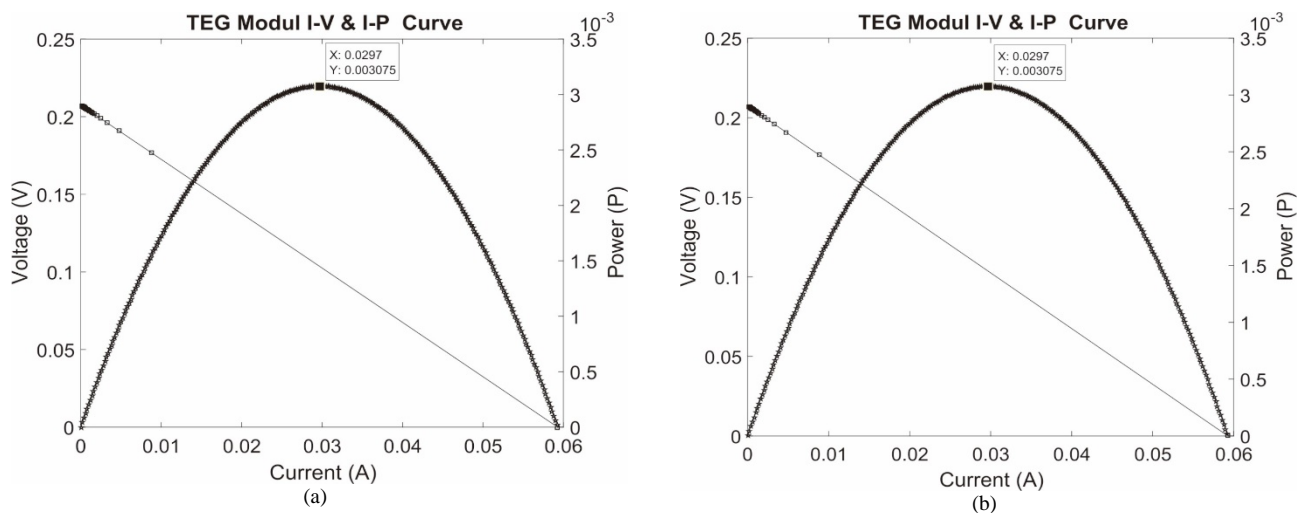 TEG Modul I-V & I-P Curve
10-3
X: 0.0297
Y: 0.003075
0.25
0.2
0.15
0.1
0.05
0
Voltage (V)
3.5
3
2.5
2
1.5
1
0.5
0
Power (P)
0 0.01 0.02 0.03 0.04 0.05 0.06
Current (A)
(a)
TEG Modul I-V & I-P Curve
10-3
X: 0.0297
Y: 0.003075
0.25
0.2
0.15
0.1
0.05
0
Voltage (V)
3.5
3
2.5
2
1.5
1
0.5
0
Power (P)
0 0.01 0.02 0.03 0.04 0.05 0.06
Current (A)
(b)